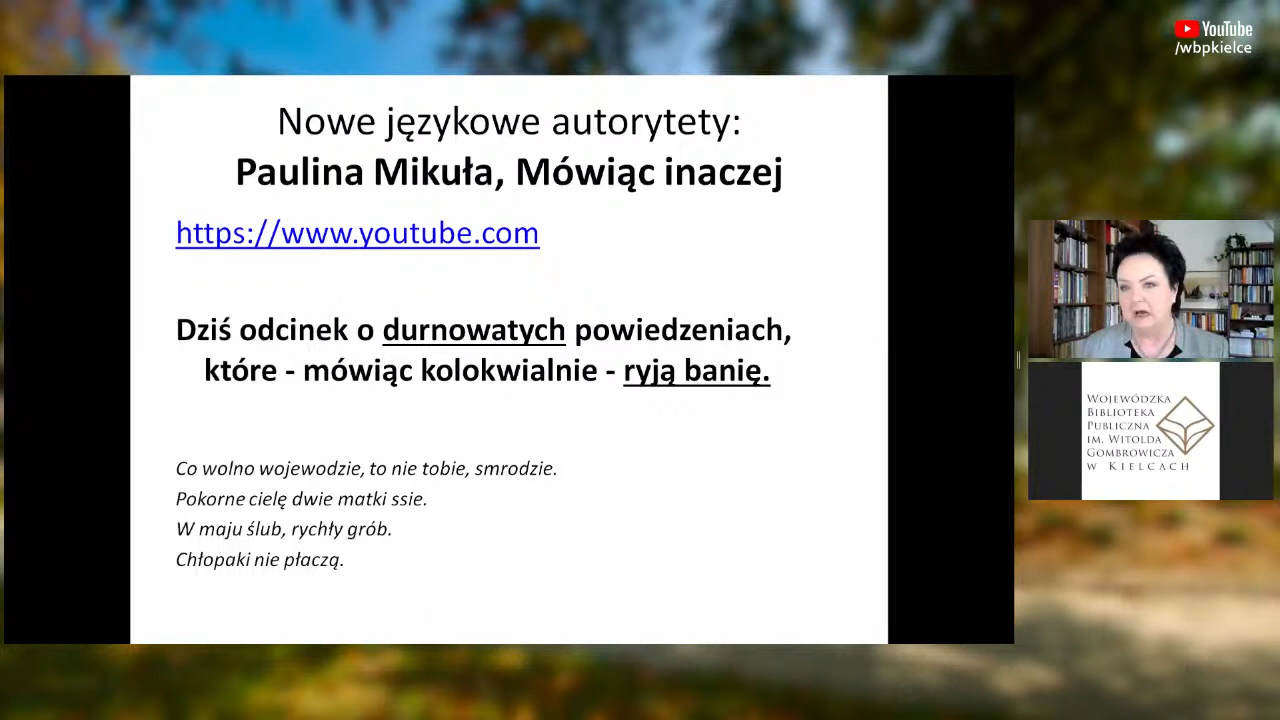 YouTube
/wbpkielce
Nowe językowe autorytety:
Paulina Mikuła, Mówiąc inaczej
https://www.youtube.com
Dziś odcinek o durnowatych powiedzeniach,
które - mówiąc kolokwialnie - ryją banię.
Co wolno wojewodzie, to nie tobie, smrodzie.
Pokorne cielę dwie matki ssie.
W maju ślub, rychły grób.
Chłopaki nie płaczą.
Wojewódzka
Biblioteka
Publiczna
im. Witolda
Gombrowicza
w Kielcach